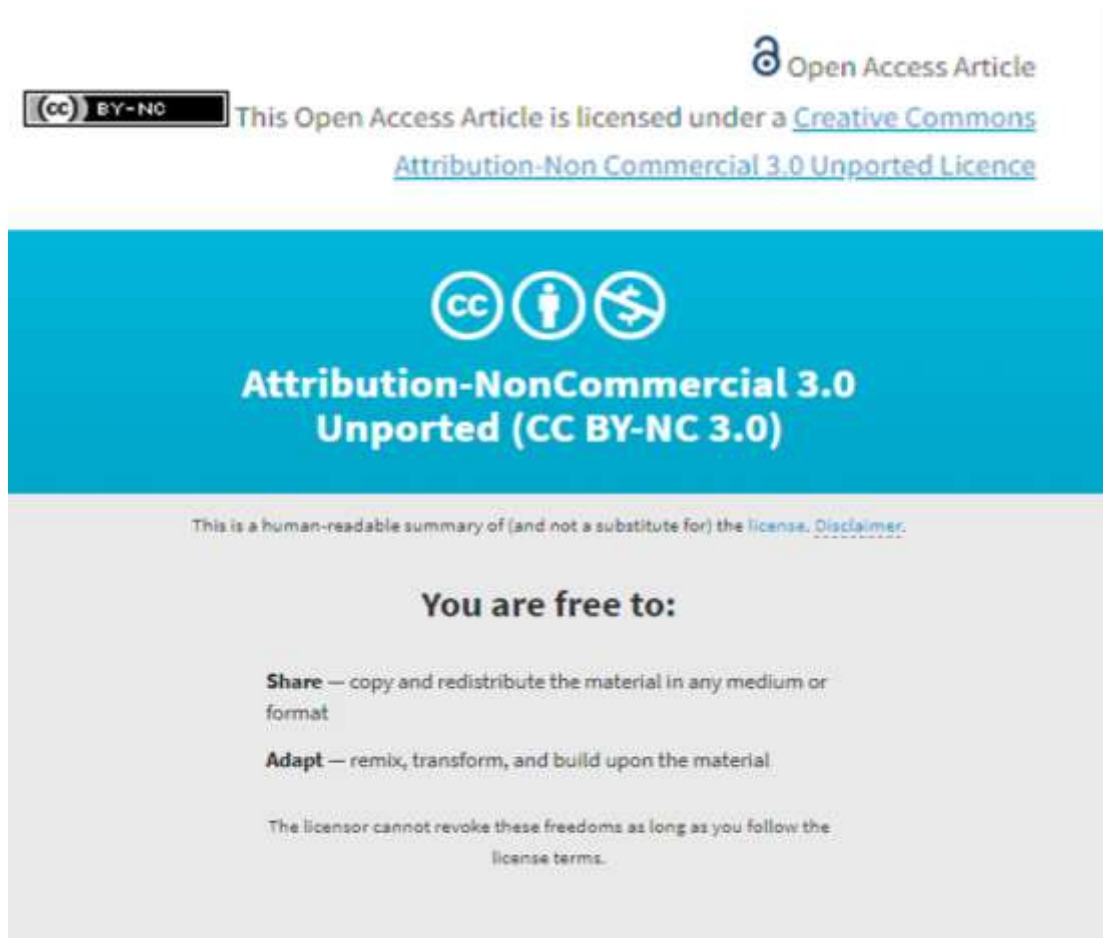 Open Access Article
(cc) BY-NC This Open Access Article is licensed under a Creative Commons
Attribution-Non Commercial 3.0 Unported Licence
cc
Attribution-NonCommercial 3.0
Unported (CC BY-NC 3.0)
This is a human-readable summary of (and not a substitute for) the license. Disclaimer.
You are free to:
Share — copy and redistribute the material in any medium or
format
Adapt — remix, transform, and build upon the material
The licensor cannot revoke these freedoms as long as you follow the
license terms.